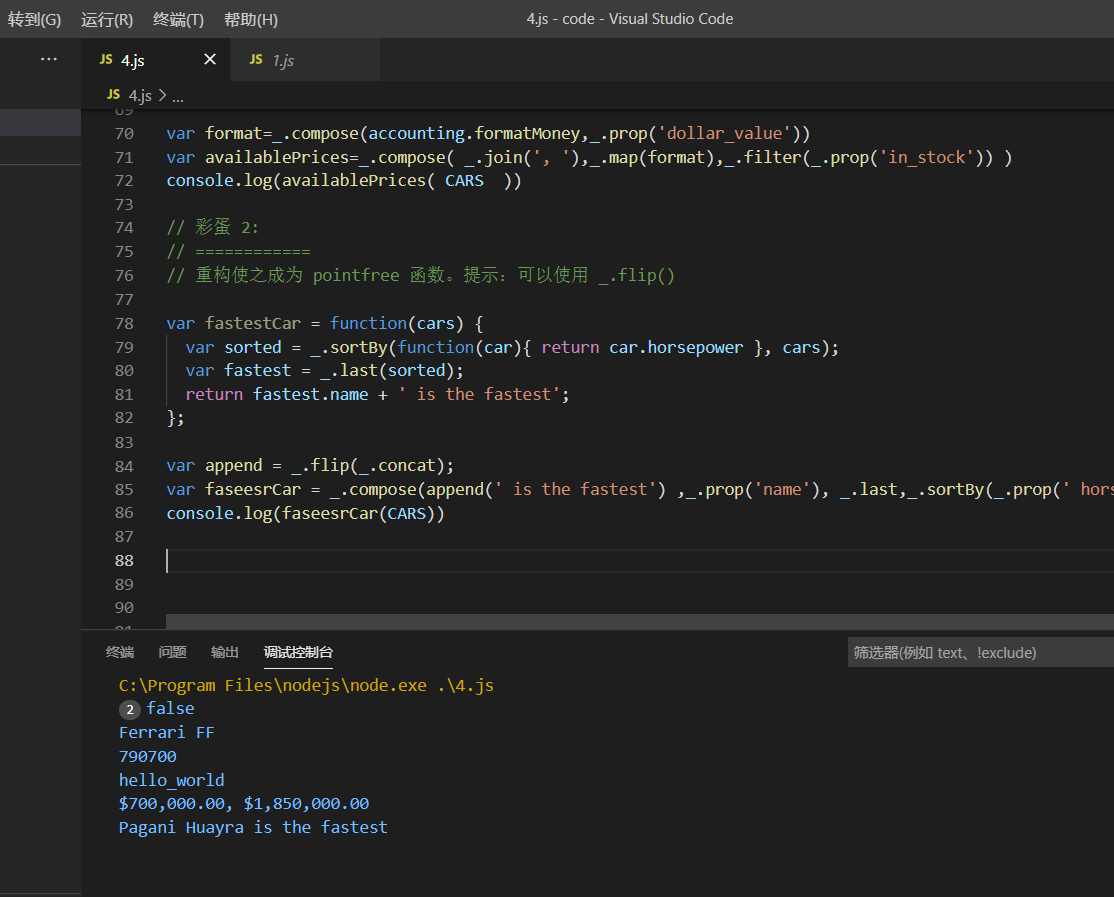 转到(G) 运行(R) 终端(T) 帮助(H) 4.js - code - Visual Studio Code
··· JS 4.js × JS 1.js
JS 4.js > ...
69
70 var format=_.compose(accounting.formatMoney,_.prop('dollar_value'))
71 var availablePrices=_.compose( _.join(', '),_.map(format),_.filter(_.prop('in_stock')) )
72 console.log(availablePrices( CARS  ))
73
74 // 彩蛋 2:
75 // ============
76 // 重构使之成为 pointfree 函数。提示: 可以使用 _.flip()
77
78 var fastestCar = function(cars) {
79   var sorted = _.sortBy(function(car){ return car.horsepower }, cars);
80   var fastest = _.last(sorted);
81   return fastest.name + ' is the fastest';
82 };
83
84 var append = _.flip(_.concat);
85 var faseesrCar = _.compose(append(' is the fastest') ,_.prop('name'), _.last,_.sortBy(_.prop(' hors
86 console.log(faseesrCar(CARS))
87
88
89
90
终端 问题 输出 调试控制台 筛选器(例如 text、!exclude)
C:\Program Files\nodejs\node.exe .\4.js
2 false
Ferrari FF
790700
hello_world
$700,000.00, $1,850,000.00
Pagani Huayra is the fastest